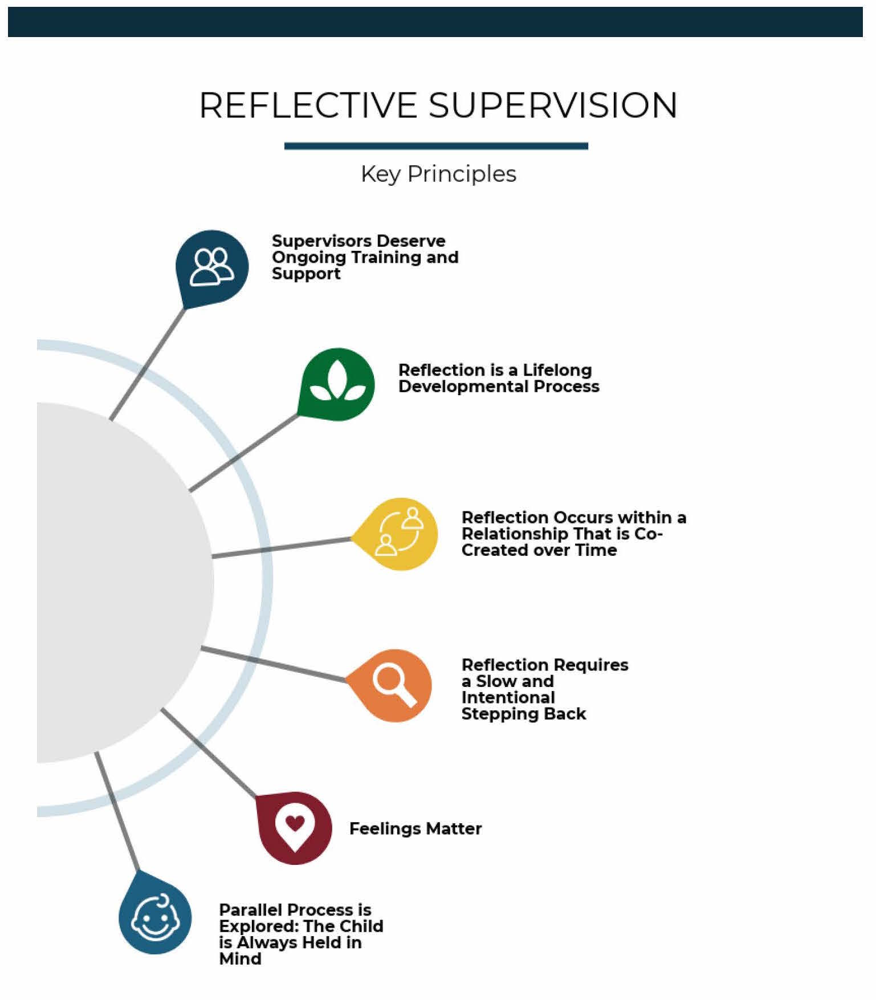 REFLECTIVE SUPERVISION
Key Principles
Supervisors Deserve
Ongoing Training and
Support
Reflection is a Lifelong
Developmental Process
Reflection Occurs within a
Relationship That is Co-
Created over Time
Reflection Requires
a Slow and
Intentional
Stepping Back
Feelings Matter
Parallel Process is
Explored: The Child
is Always Held in
Mind